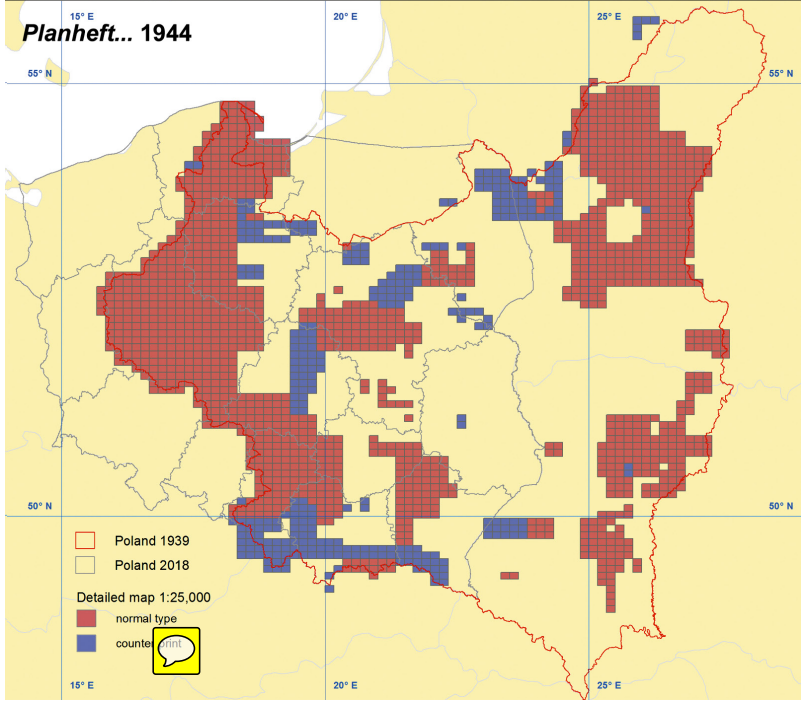 15° E
20° E
25° E
Planheft... 1944
55° N
55° N
50° N
50° N
Poland 1939
Poland 2018
Detailed map 1:25,000
normal type
15° E
20° E
25° E